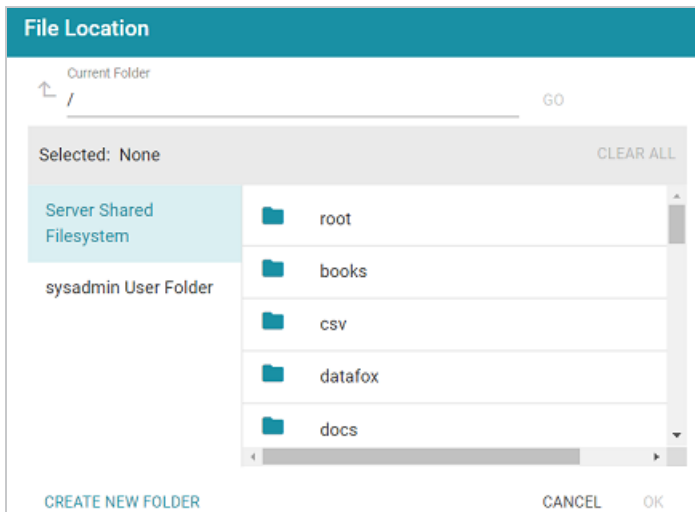 File Location
Current Folder
/
GO
Selected: None
CLEAR ALL
Server Shared
Filesystem
sysadmin User Folder
root
books
csv
datafox
docs
CREATE NEW FOLDER
CANCEL
OK